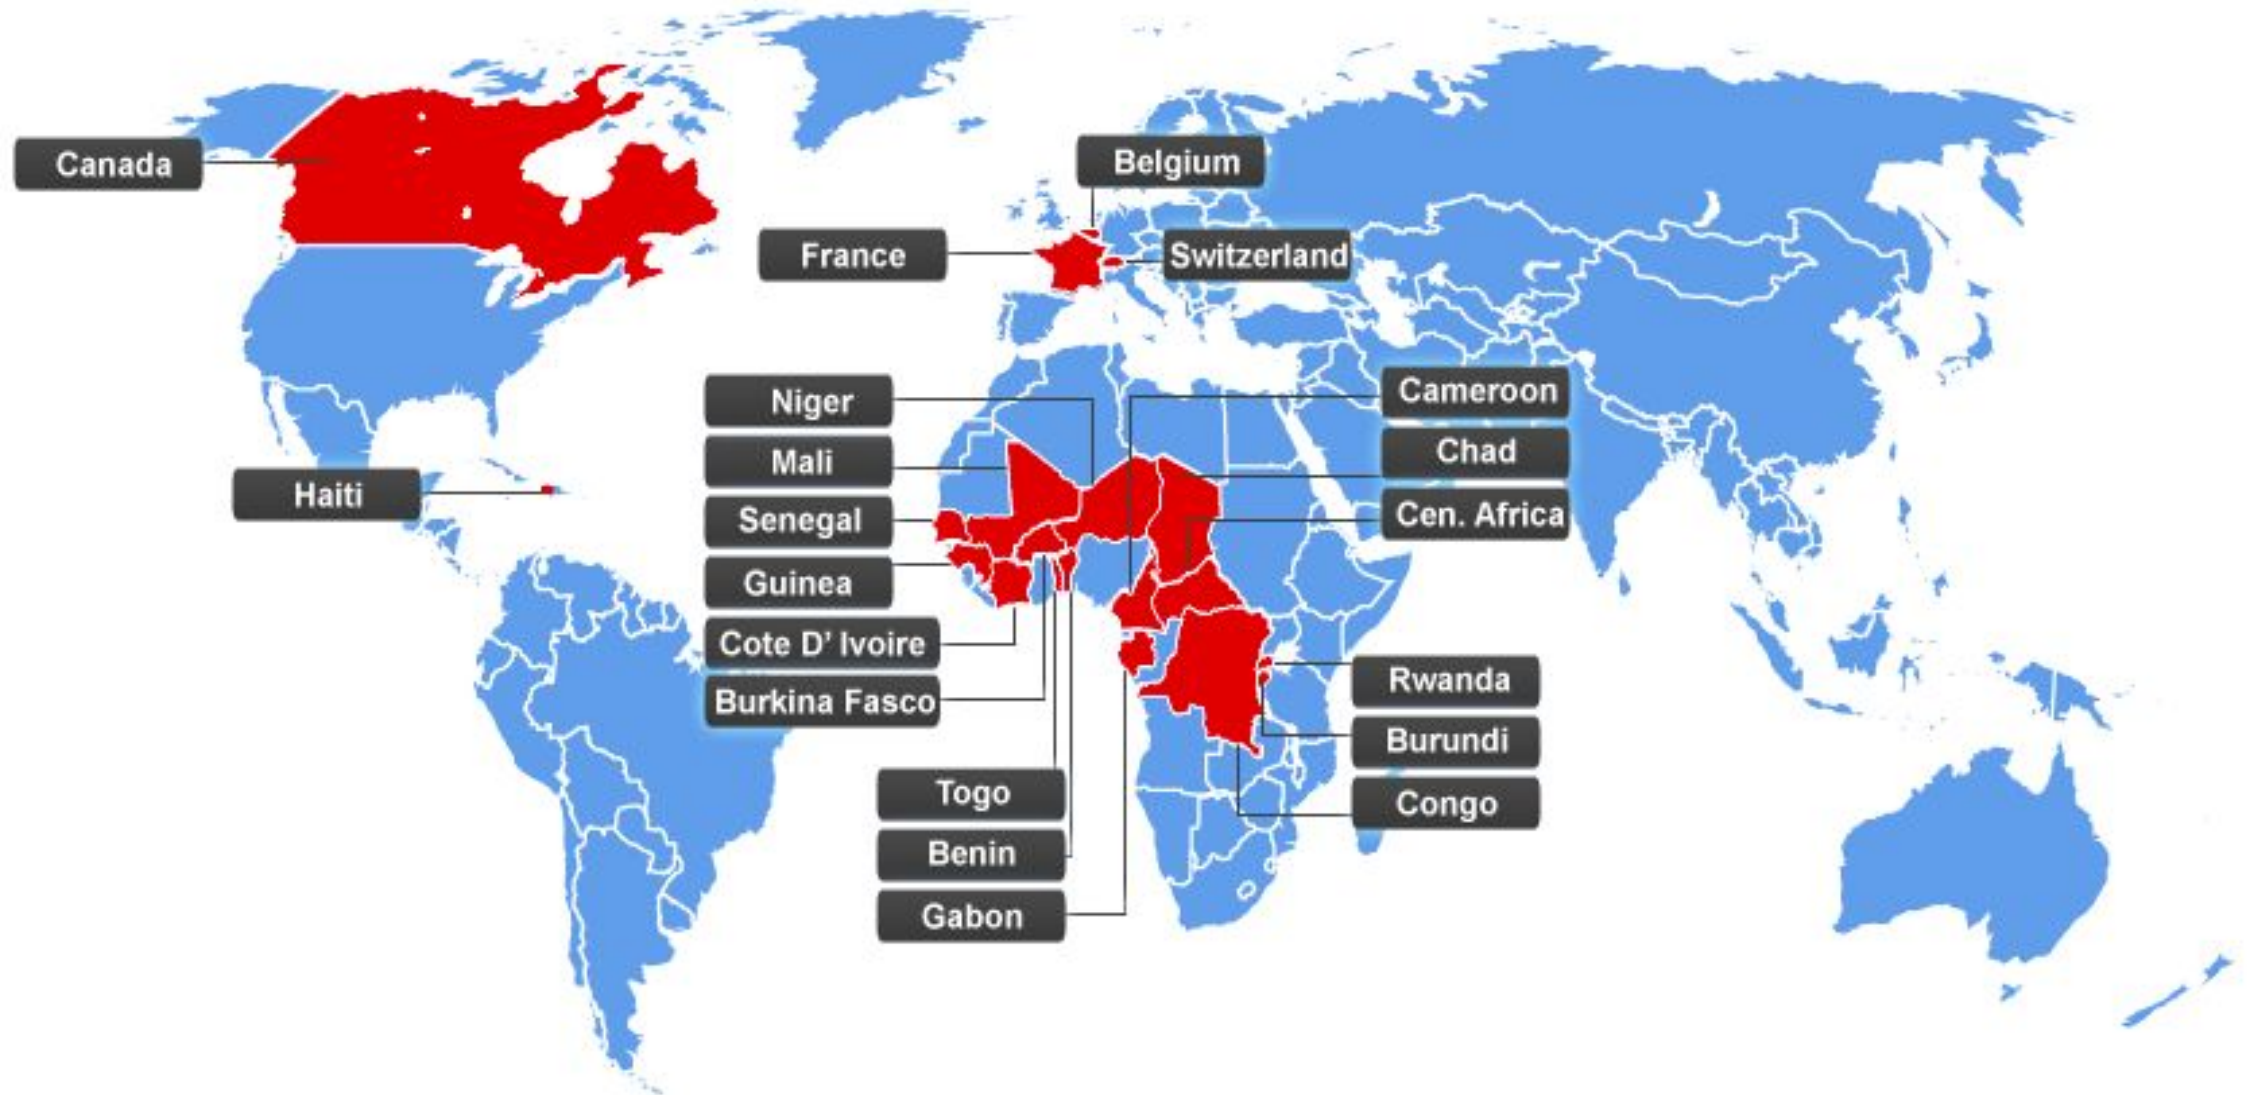 Canada
Belgium
France
Switzerland
Niger
Cameroon
Mali
Chad
Haiti
Senegal
Cen. Africa
Guinea
Cote D’ Ivoire
Burkina Fasco
Rwanda
Burundi
Togo
Congo
Benin
Gabon